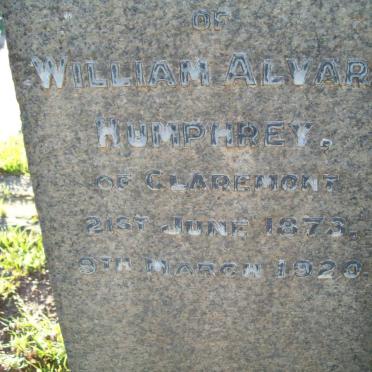 OF
WILLIAM ALVAR
HUMPHREY,
OF CLAREMONT
21ST JUNE 1873.
9TH MARCH 1920.